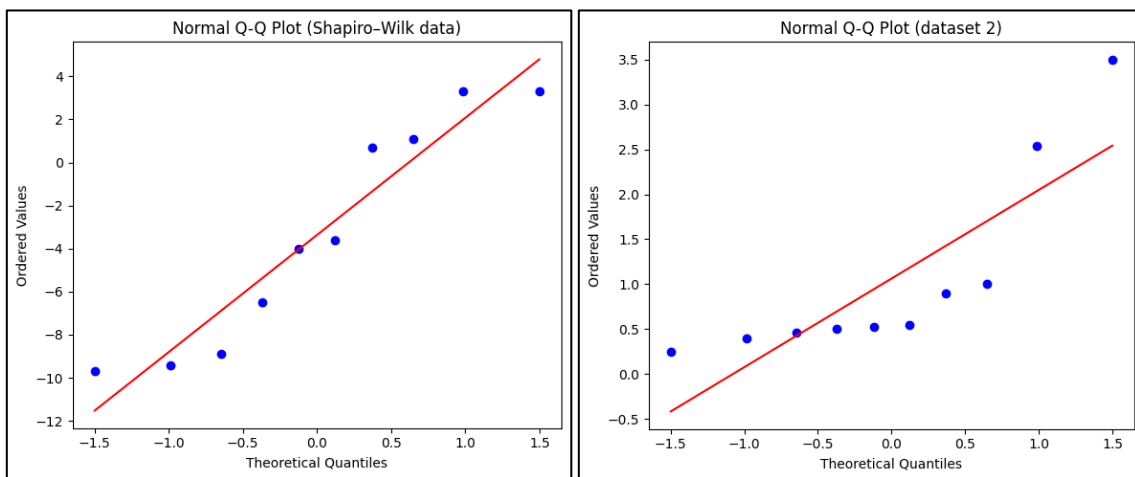 Normal Q-Q Plot (Shapiro–Wilk data)
4
2
0
−2
−4
−6
−8
−10
−12
Ordered Values
−1.5 −1.0 −0.5 0.0 0.5 1.0 1.5
Theoretical Quantiles
Normal Q-Q Plot (dataset 2)
3.5
3.0
2.5
2.0
1.5
1.0
0.5
0.0
−0.5
Ordered Values
−1.5 −1.0 −0.5 0.0 0.5 1.0 1.5
Theoretical Quantiles